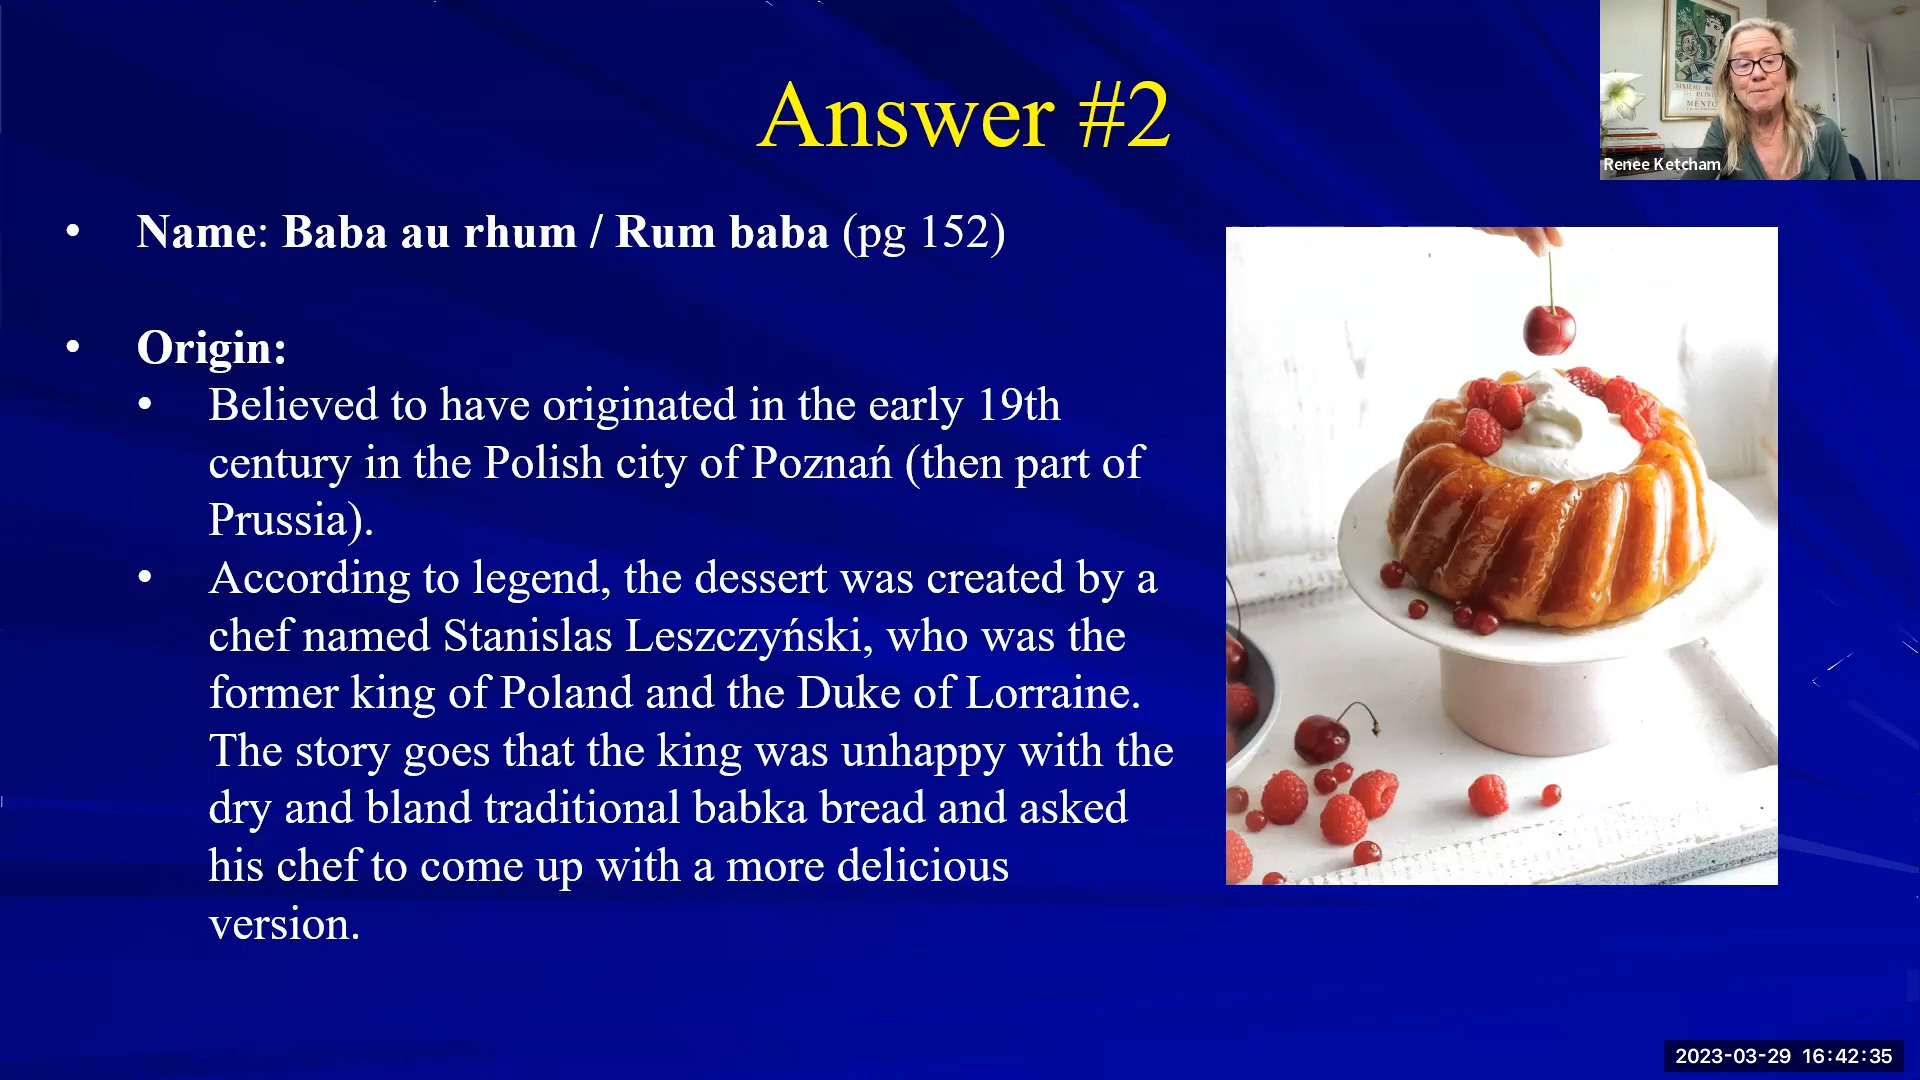 Answer #2
SIXIEME
MENTO
Renee Ketcham
• Name: Baba au rhum / Rum baba (pg 152)
• Origin:
• Believed to have originated in the early 19th
century in the Polish city of Poznań (then part of
Prussia).
• According to legend, the dessert was created by a
chef named Stanislas Leszczyński, who was the
former king of Poland and the Duke of Lorraine.
The story goes that the king was unhappy with the
dry and bland traditional babka bread and asked
his chef to come up with a more delicious
version.
2023-03-29 16:42:35